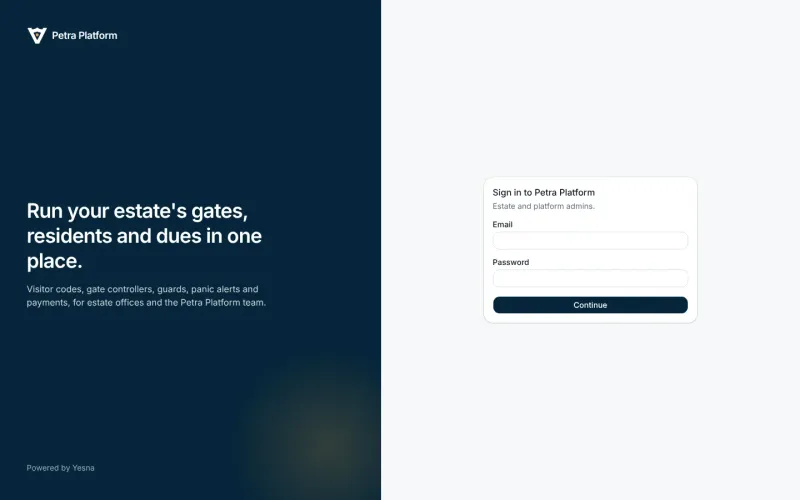 Petra Platform
Run your estate's gates,
residents and dues in one
place.
Visitor codes, gate controllers, guards, panic alerts and
payments, for estate offices and the Petra Platform team.
Powered by Yesna
Sign in to Petra Platform
Estate and platform admins.
Email
Password
Continue